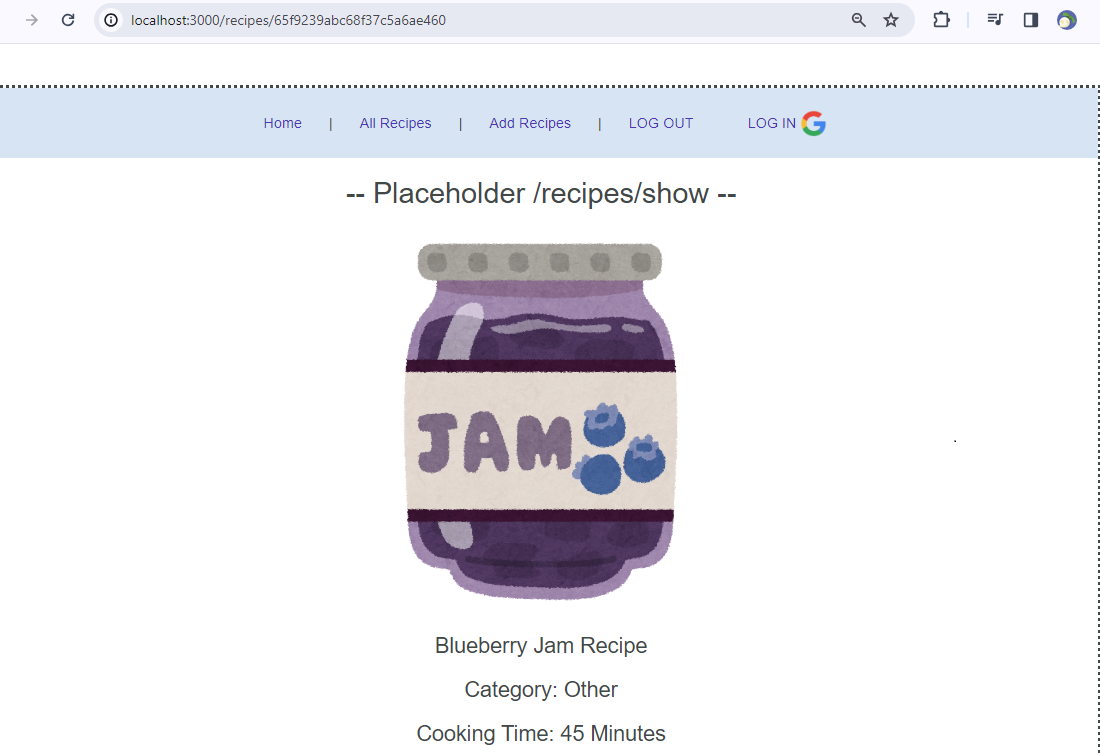 localhost:3000/recipes/65f9239abc68f37c5a6ae460
Home | All Recipes | Add Recipes | LOG OUT LOG IN
-- Placeholder /recipes/show --
JAM
Blueberry Jam Recipe
Category: Other
Cooking Time: 45 Minutes